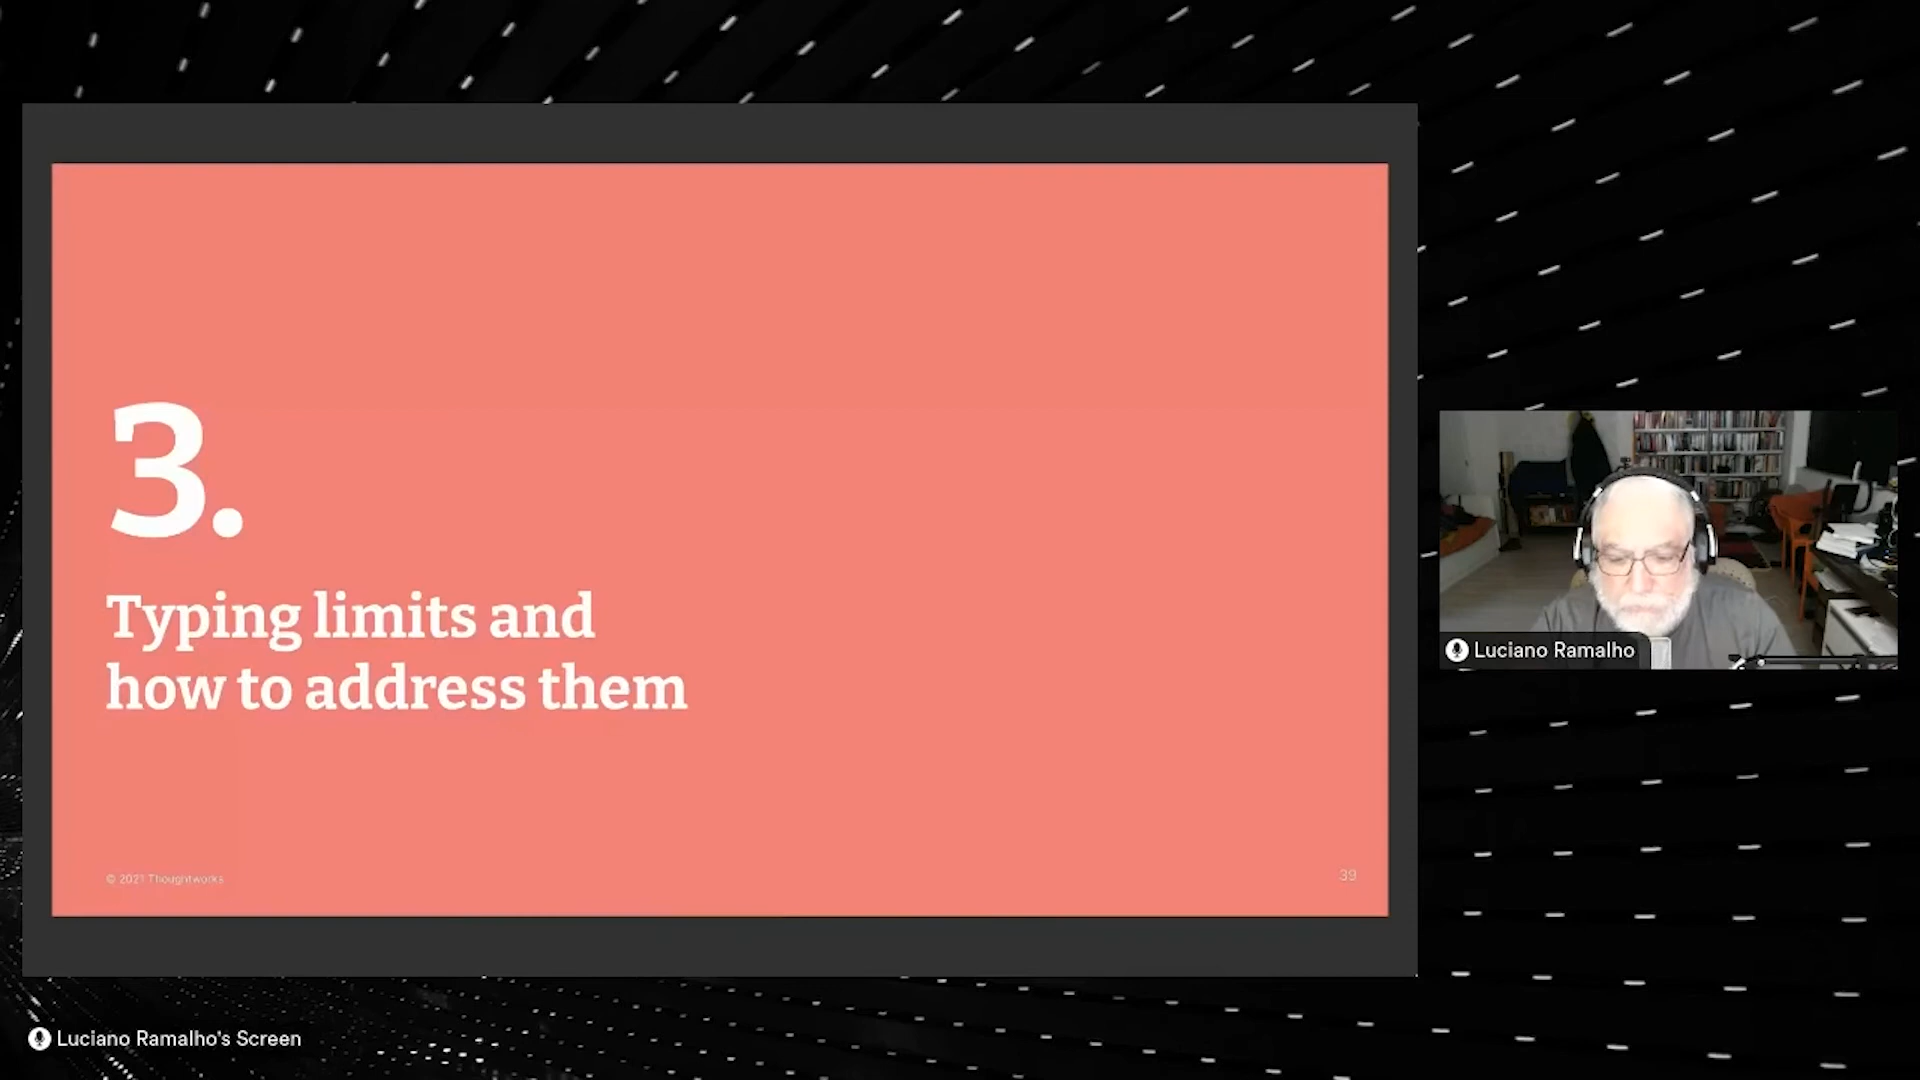 3.
Typing limits and
how to address them
© 2021 Thoughtworks
39
Luciano Ramalho
Luciano Ramalho's Screen